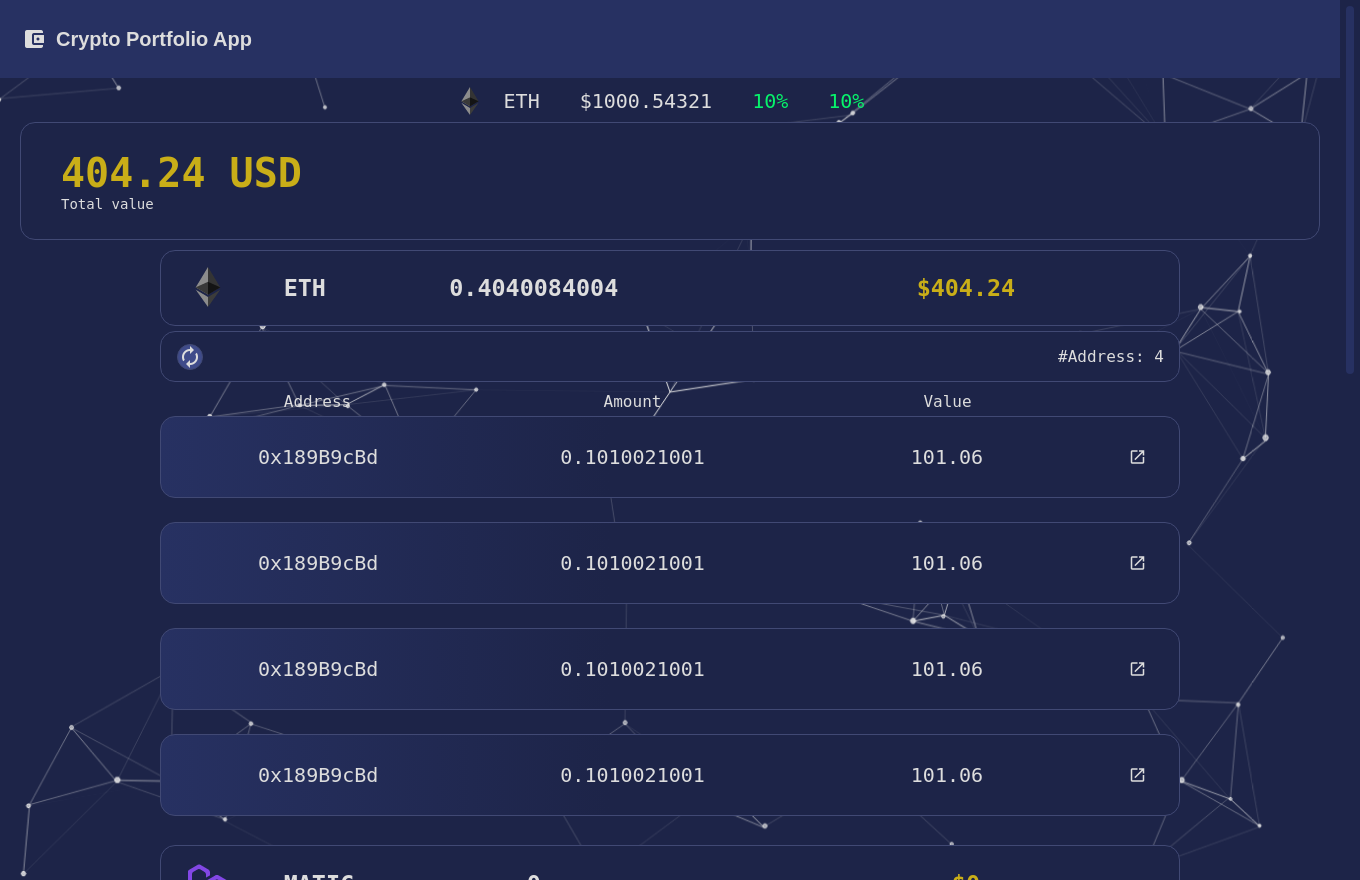 Crypto Portfolio App
ETH $1000.54321 10% 10%
404.24 USD
Total value
ETH 0.4040084004 $404.24
#Address: 4
Address Amount Value
0x189B9cBd 0.1010021001 101.06
0x189B9cBd 0.1010021001 101.06
0x189B9cBd 0.1010021001 101.06
0x189B9cBd 0.1010021001 101.06
MATIC 0 $0